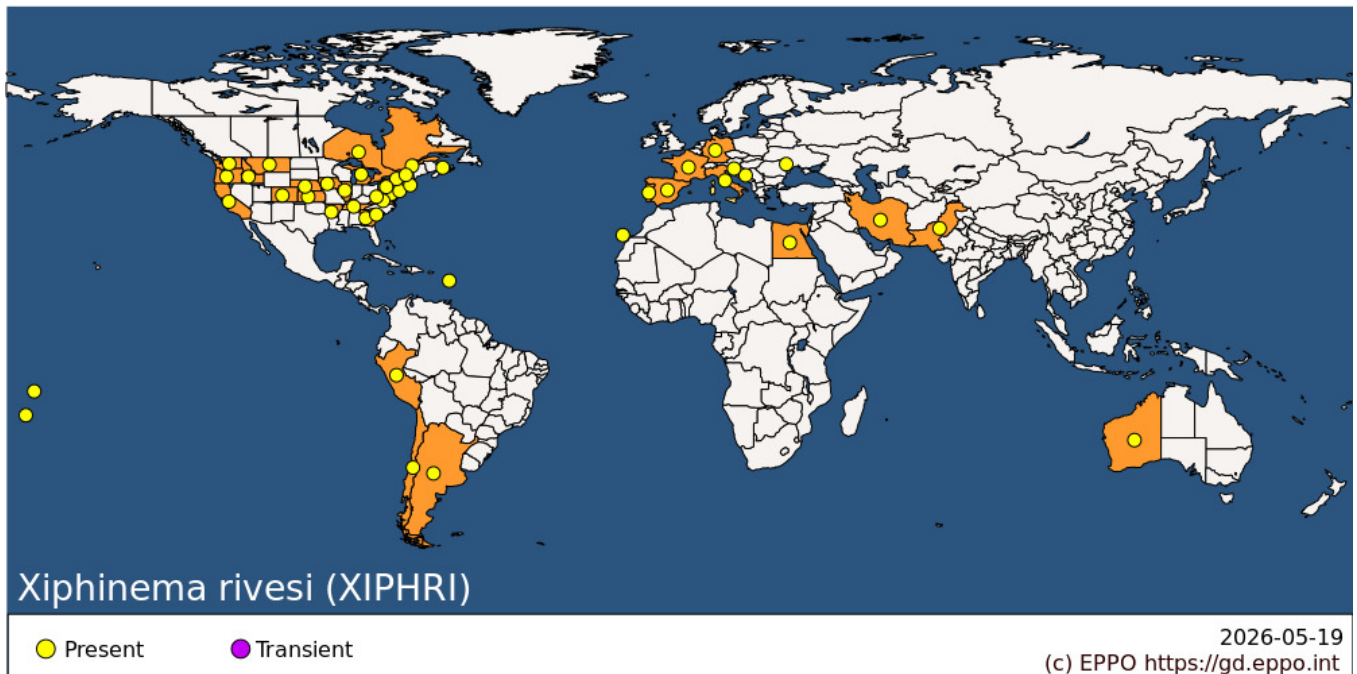 Xiphinema rivesi (XIPHRI)
Present
Transient
2026-05-19
(c) EPPO https://gd.eppo.int